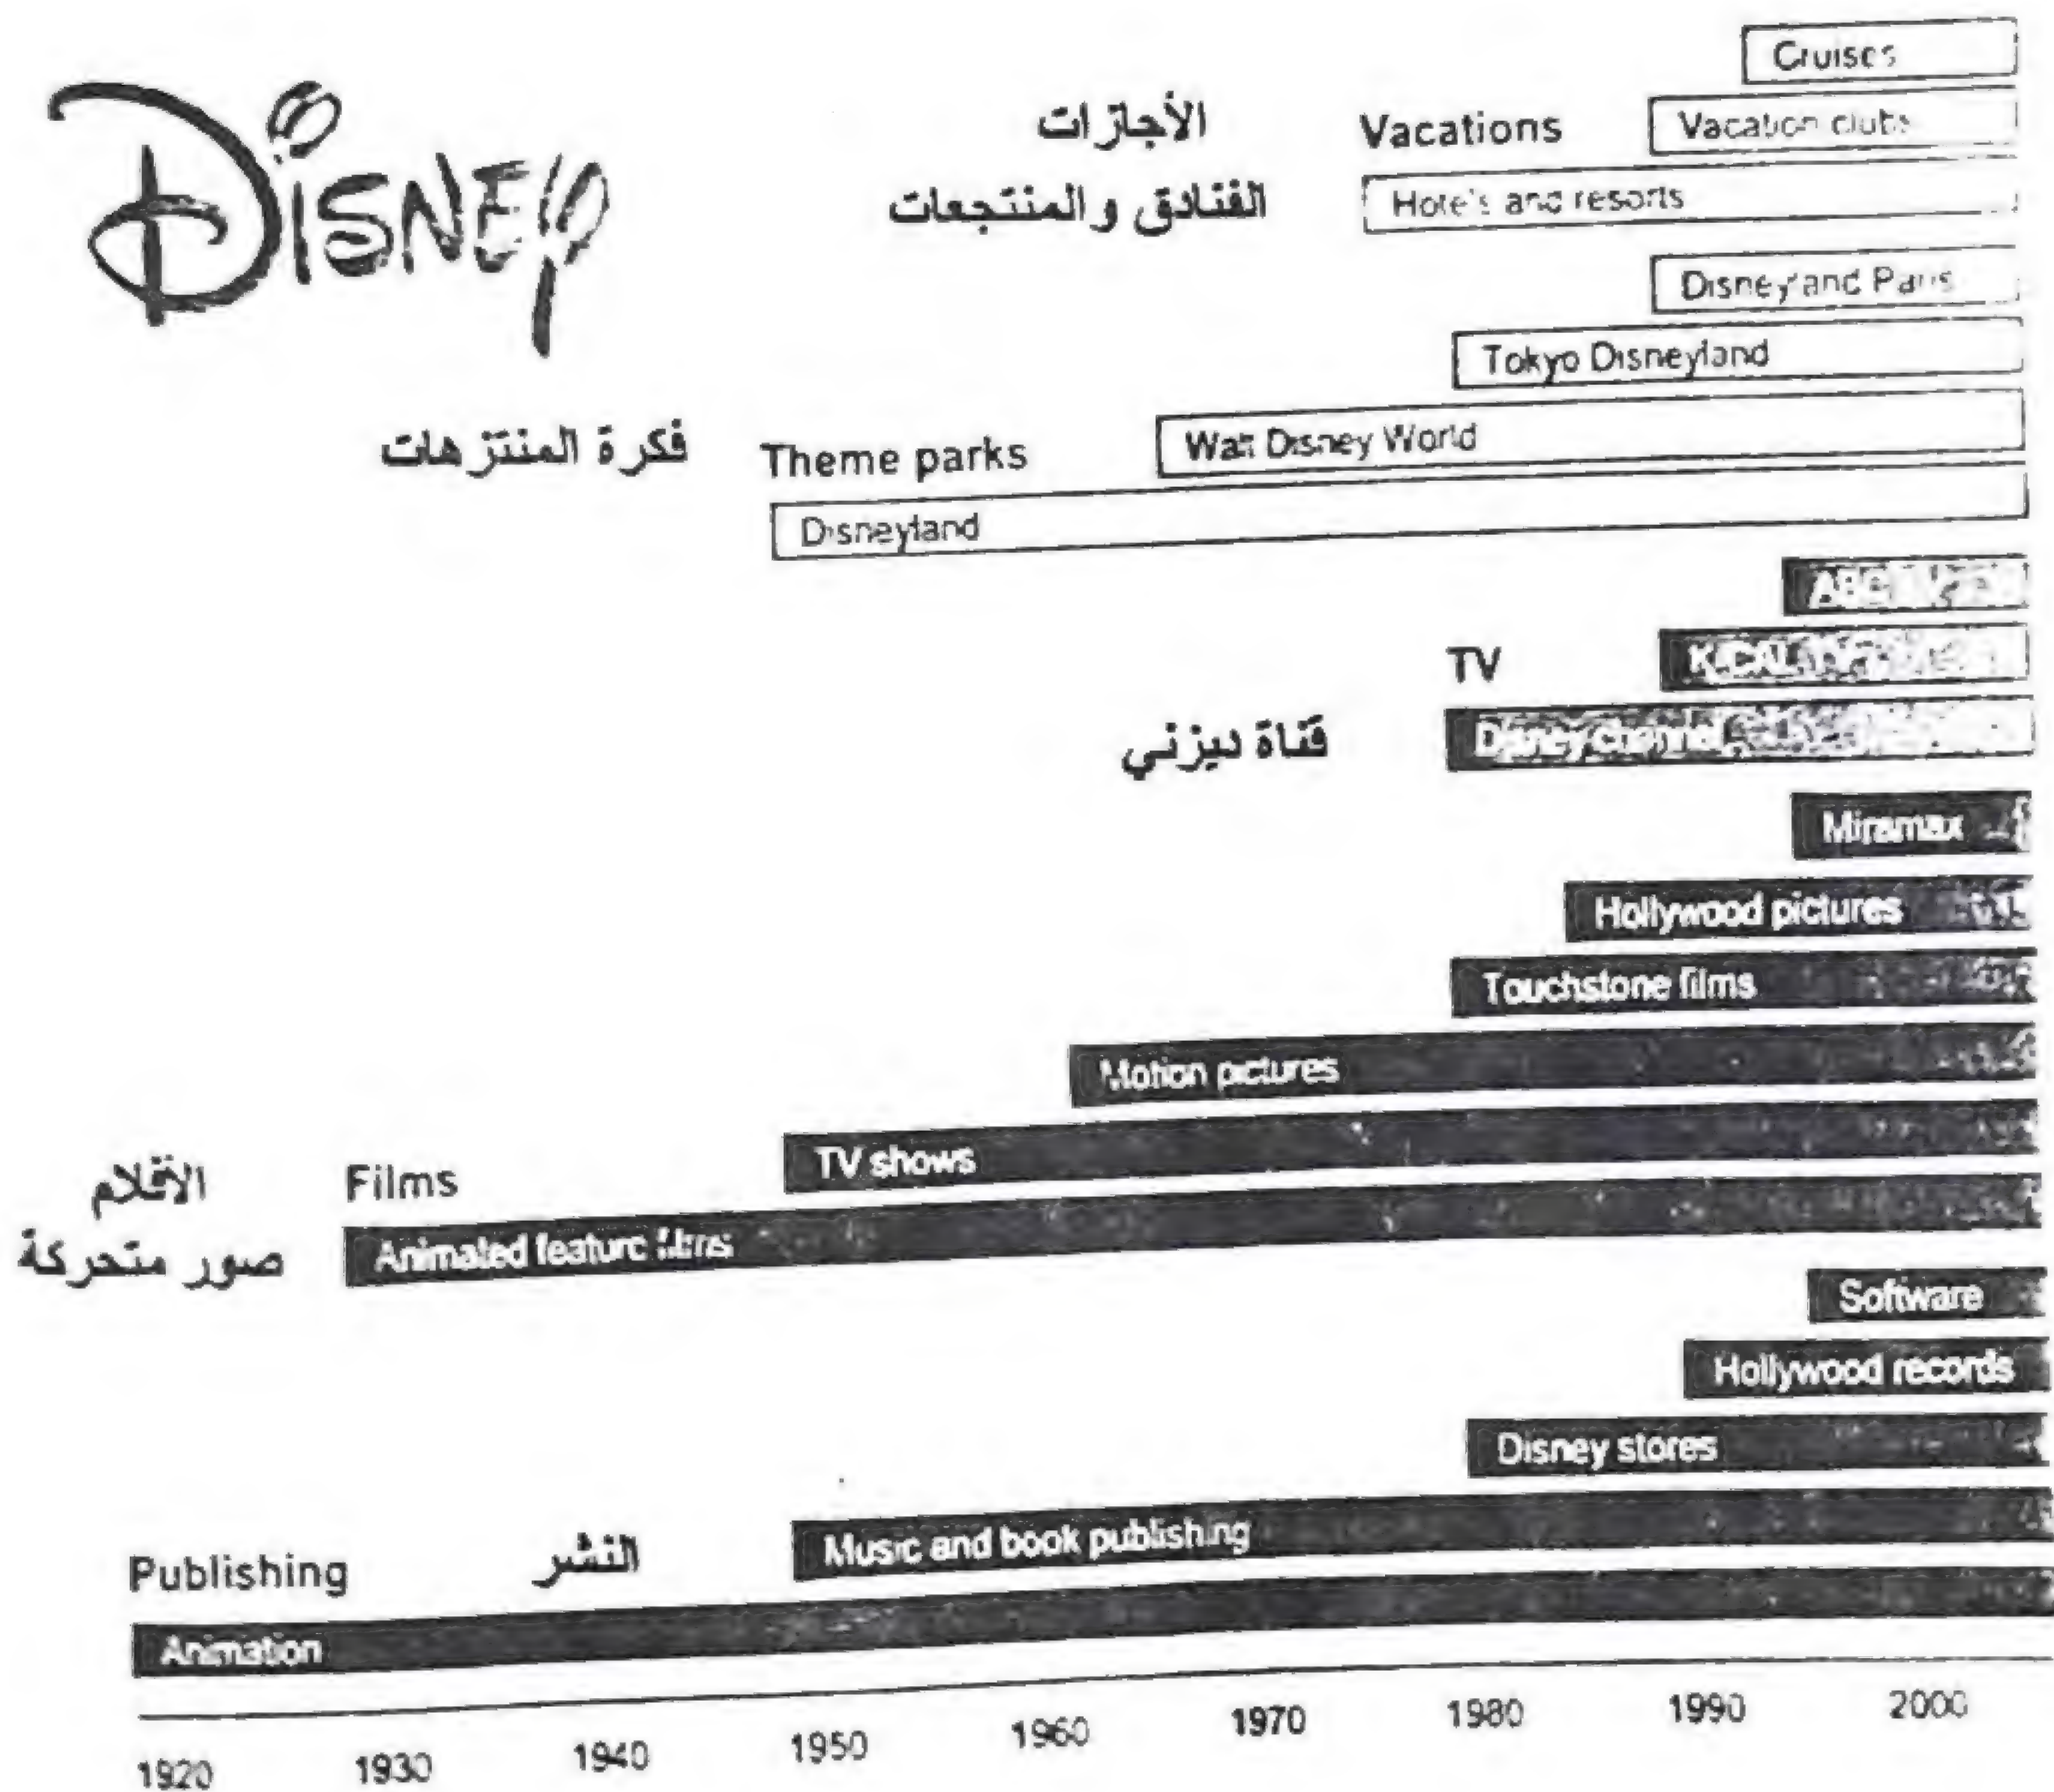 DISNEY
Cruises
الأجازات Vacations Vacation clubs
الفنادق والمنتجعات Hotels and resorts
Disneyland Paris
Tokyo Disneyland
فكرة المنتزهات Theme parks Walt Disney World
Disneyland
ABC
TV K.CAL TV
قناة ديزني Disney channel
Miramax
Hollywood pictures
Touchstone films
Motion pictures
TV shows
الأفلام Films
صور متحركة Animated feature films
Software
Hollywood records
Disney stores
Publishing النشر Music and book publishing
Animation
1920 1930 1940 1950 1960 1970 1980 1990 2000